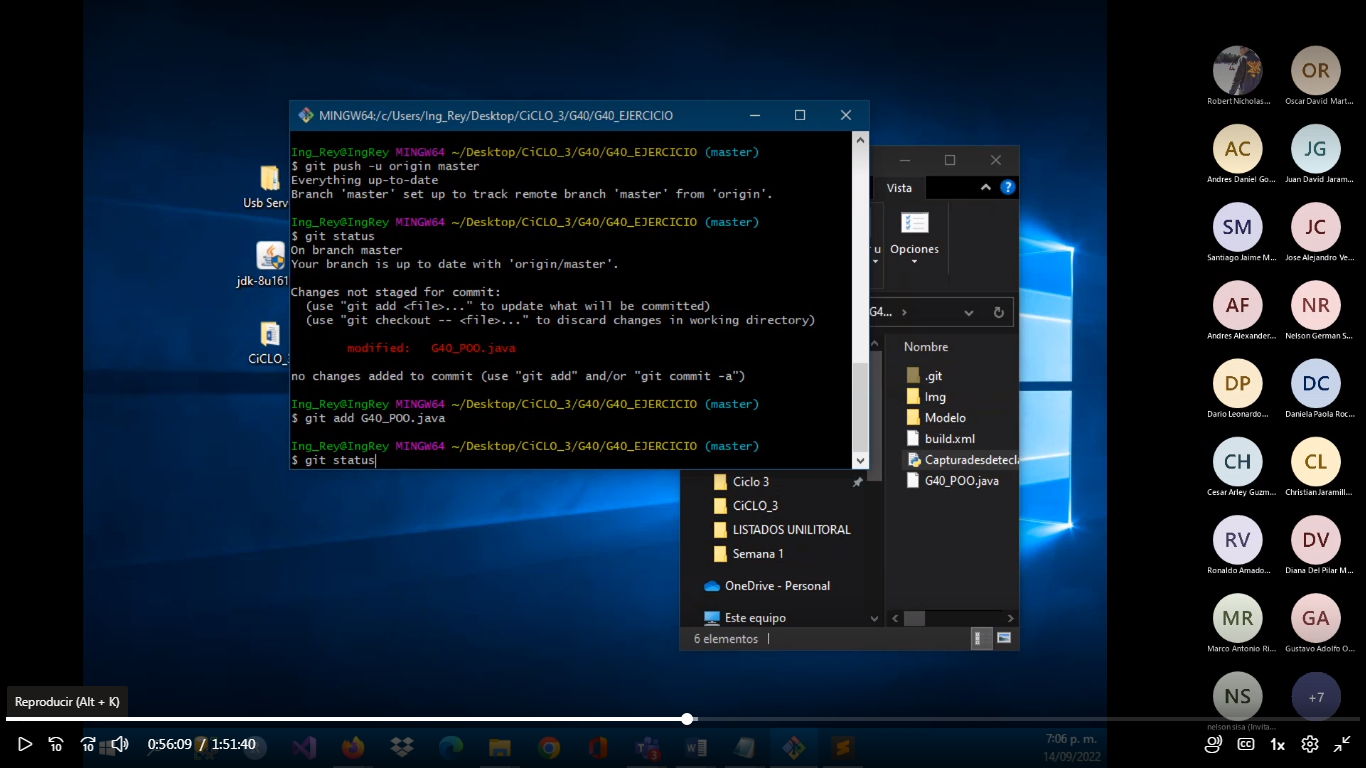 MINGW64:/c/Users/Ing_Rey/Desktop/CiCLO_3/G40/G40_EJERCICIO
Ing_Rey@IngRey MINGW64 ~/Desktop/CiCLO_3/G40/G40_EJERCICIO (master)
$ git push -u origin master
Everything up-to-date
Branch 'master' set up to track remote branch 'master' from 'origin'.
Ing_Rey@IngRey MINGW64 ~/Desktop/CiCLO_3/G40/G40_EJERCICIO (master)
$ git status
On branch master
Your branch is up to date with 'origin/master'.
Changes not staged for commit:
(use "git add <file>..." to update what will be committed)
(use "git checkout -- <file>..." to discard changes in working directory)
modified: G40_POO.java
no changes added to commit (use "git add" and/or "git commit -a")
Ing_Rey@IngRey MINGW64 ~/Desktop/CiCLO_3/G40/G40_EJERCICIO (master)
$ git add G40_POO.java
Ing_Rey@IngRey MINGW64 ~/Desktop/CiCLO_3/G40/G40_EJERCICIO (master)
$ git status
Usb Serv
jdk-8u161
CiCLO_3
Vista
?
u
Opciones
G4... >
Nombre
.git
Img
Modelo
build.xml
Capturadesdetecla
G40_POO.java
Ciclo 3
CiCLO_3
LISTADOS UNILITORAL
Semana 1
OneDrive - Personal
Este equipo
6 elementos
Robert Nicholas...
OR
Oscar David Mart...
AC
Andres Daniel Go...
JG
Juan David Jaram...
SM
Santiago Jaime M...
JC
Jose Alejandro Ve...
AF
Andres Alexander...
NR
Nelson German S...
DP
Dario Leonardo...
DC
Daniela Paola Roc...
CH
Cesar Arley Guzm...
CL
Christian Jaramill...
RV
Ronaldo Amado...
DV
Diana Del Pilar M...
MR
Marco Antonio Ri...
GA
Gustavo Adolfo O...
NS
nelson sisa (Invita...
+7
Reproducir (Alt + K)
10
10
0:56:09 / 1:51:40
7:06 p. m.
14/09/2022
CC
1x